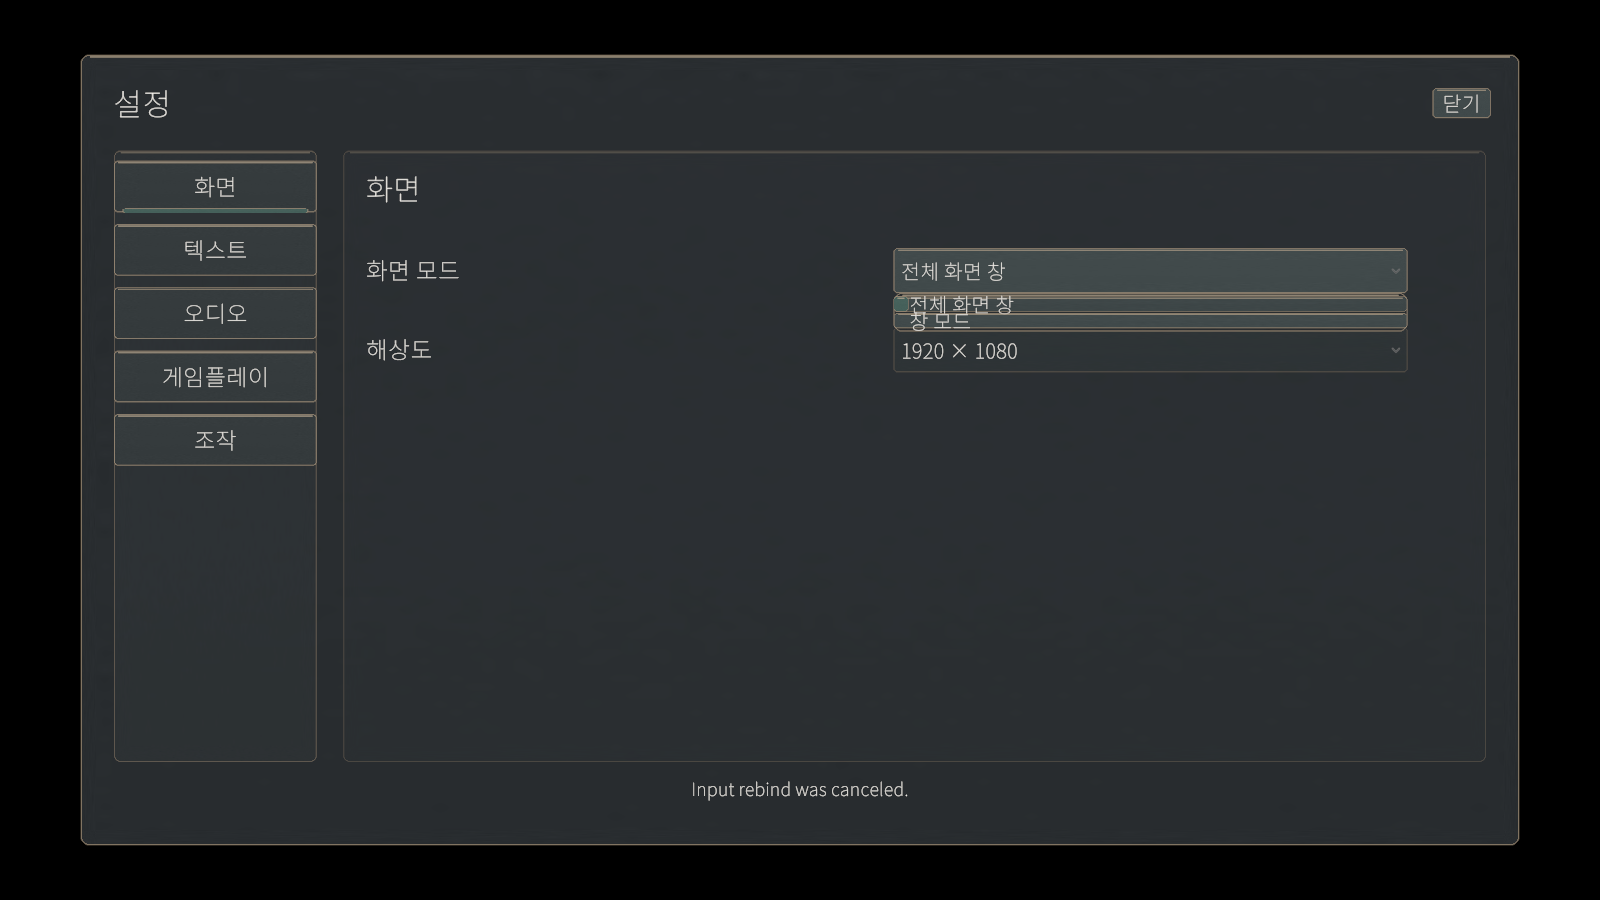 설정
닫기
화면
텍스트
오디오
게임플레이
조작
화면
화면 모드
전체 화면 창
전체 화면 창
창 모드
해상도
1920 × 1080
Input rebind was canceled.